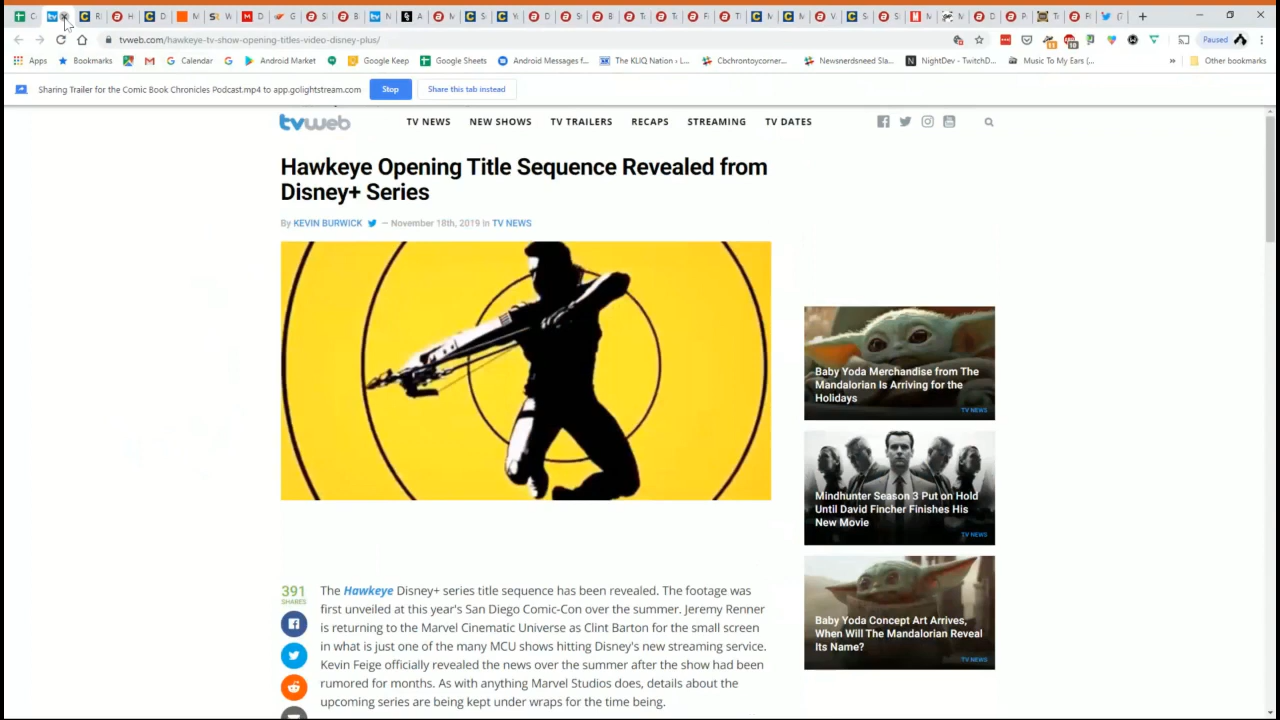 tvweb.com/hawkeye-tv-show-opening-titles-video-disney-plus/
Paused
Apps
Bookmarks
Calendar
Android Market
Google Keep
Google Sheets
Android Messages f...
The KLIQ Nation › L...
Cbchrontoycorner...
Newsnerdsneed Sla...
NightDev - TwitchD...
Music To My Ears (...
»
Other bookmarks
Sharing Trailer for the Comic Book Chronicles Podcast.mp4 to app.golightstream.com
Stop
Share this tab instead
tvweb
TV NEWS
NEW SHOWS
TV TRAILERS
RECAPS
STREAMING
TV DATES
Hawkeye Opening Title Sequence Revealed from
Disney+ Series
By KEVIN BURWICK — November 18th, 2019 in TV NEWS
Baby Yoda Merchandise from The
Mandalorian Is Arriving for the
Holidays
TV NEWS
Mindhunter Season 3 Put on Hold
Until David Fincher Finishes His
New Movie
TV NEWS
Baby Yoda Concept Art Arrives,
When Will The Mandalorian Reveal
Its Name?
TV NEWS
391
SHARES
The Hawkeye Disney+ series title sequence has been revealed. The footage was
first unveiled at this year's San Diego Comic-Con over the summer. Jeremy Renner
is returning to the Marvel Cinematic Universe as Clint Barton for the small screen
in what is just one of the many MCU shows hitting Disney's new streaming service.
Kevin Feige officially revealed the news over the summer after the show had been
rumored for months. As with anything Marvel Studios does, details about the
upcoming series are being kept under wraps for the time being.